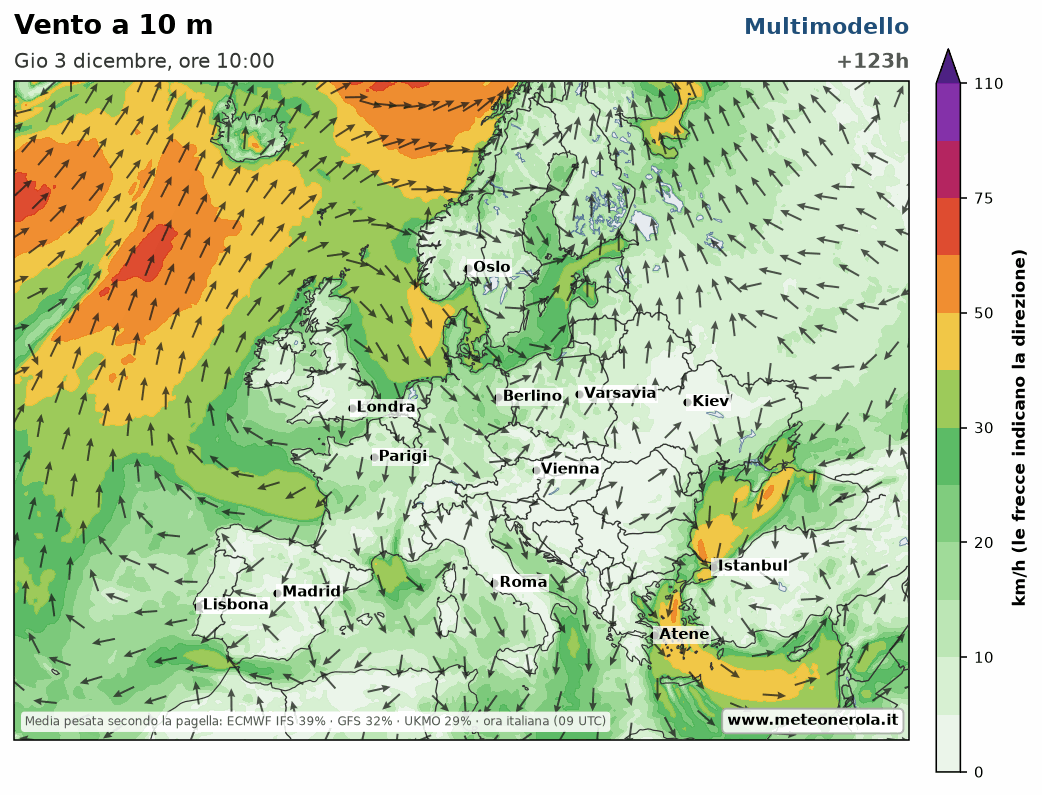 Vento a 10 m
Multimodello
Gio 3 dicembre, ore 10:00
+123h
110
75
50
30
20
10
0
km/h (le frecce indicano la direzione)
Oslo
Berlino
Varsavia
Kiev
Londra
Parigi
Vienna
Istanbul
Roma
Madrid
Lisbona
Atene
Media pesata secondo la pagella: ECMWF IFS 39% · GFS 32% · UKMO 29% · ora italiana (09 UTC)
www.meteonerola.it